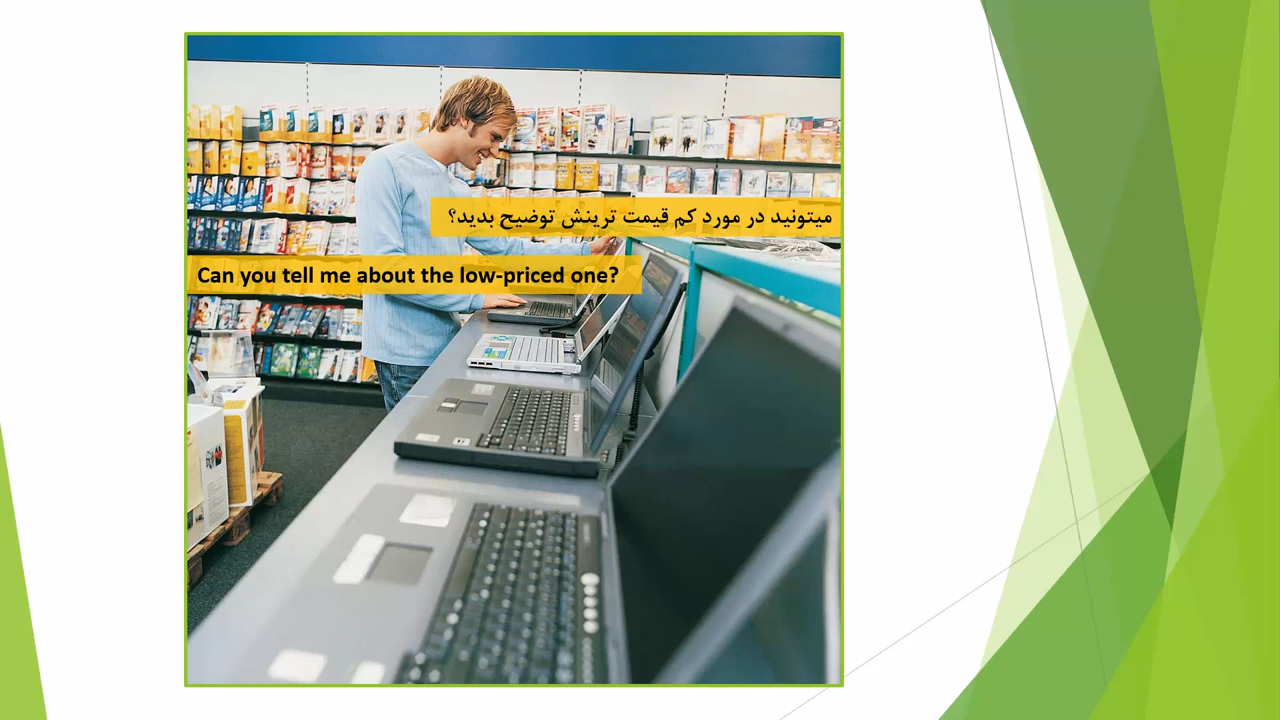 میتونید در مورد کم قیمت ترینش توضیح بدید؟
Can you tell me about the low-priced one?